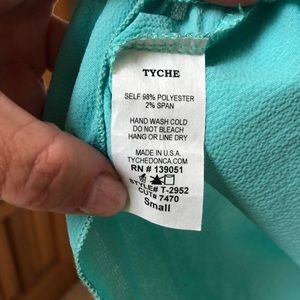 TYCHE
SELF 98% POLYESTER
2% SPAN
HAND WASH COLD
DO NOT BLEACH
HANG OR LINE DRY
MADE IN U.S.A.
TYCHEDONCA.COM
RN # 139051
STYLE# T-2952
CUT# 7470
Small